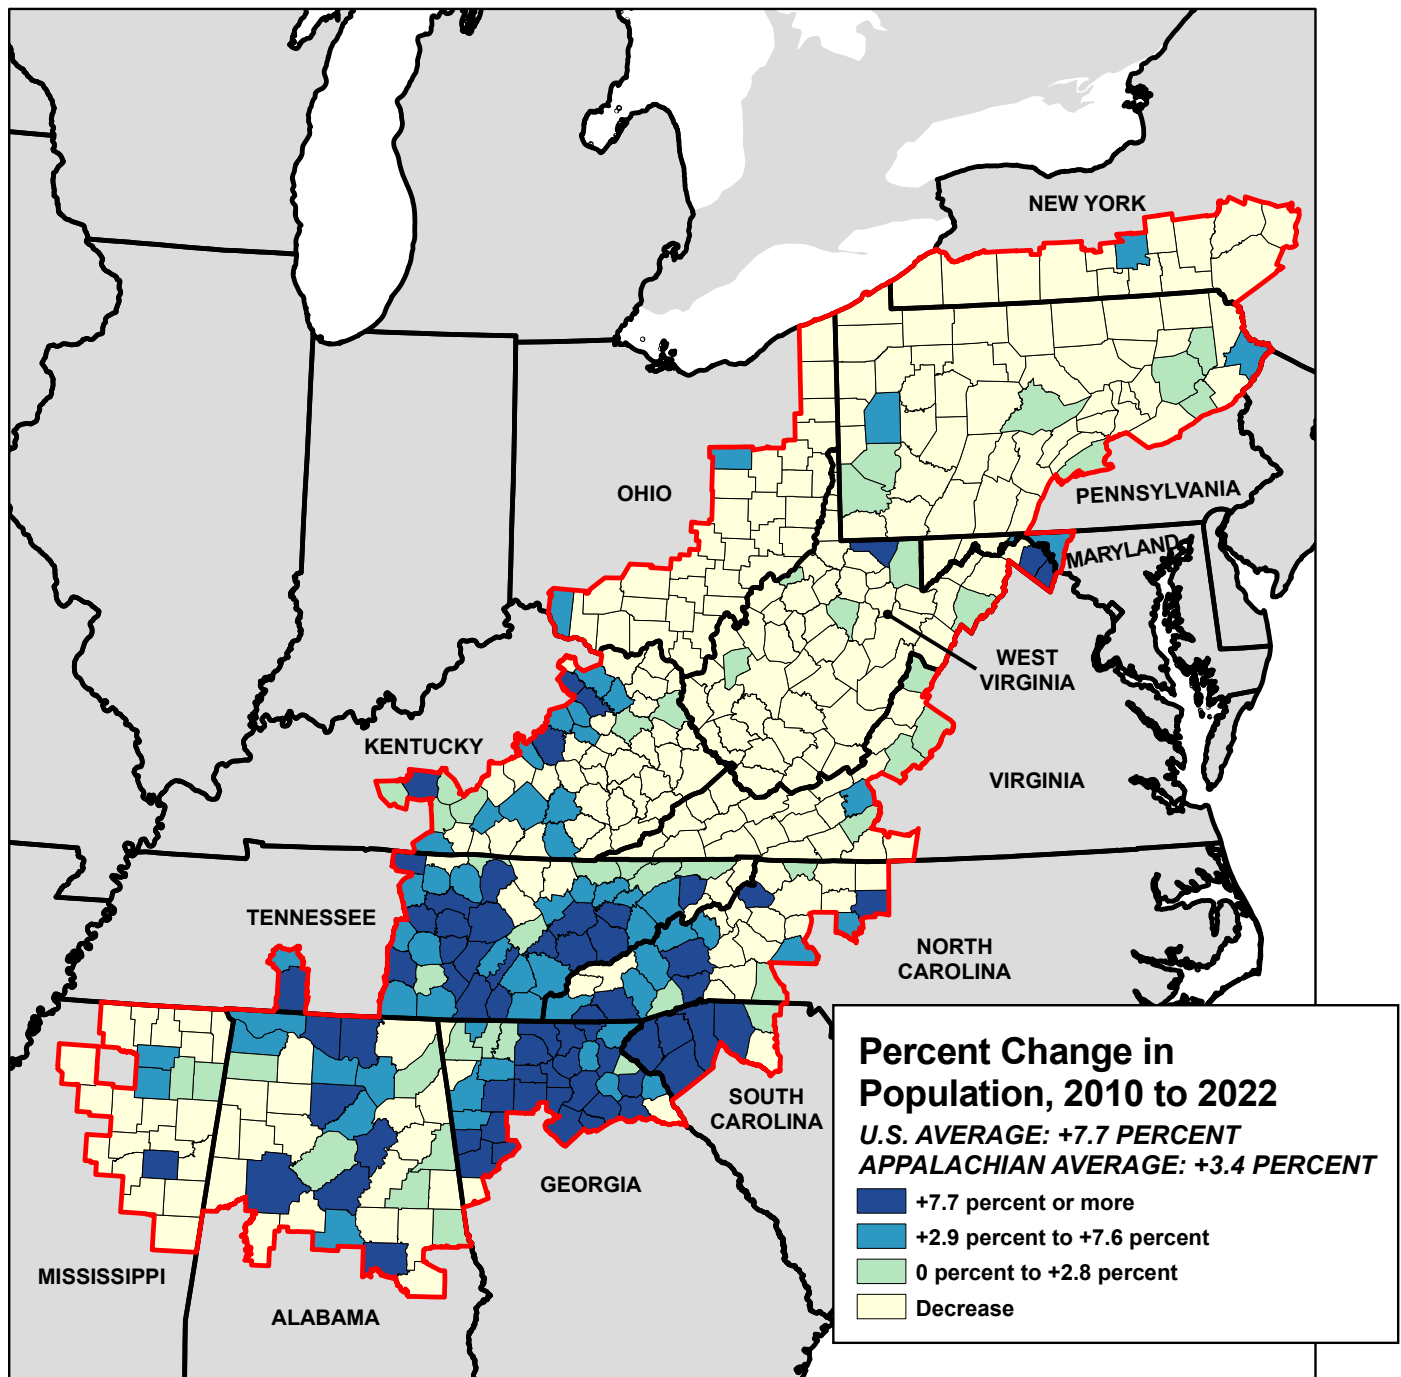 NEW YORK
OHIO
PENNSYLVANIA
MARYLAND
WEST
VIRGINIA
KENTUCKY
VIRGINIA
TENNESSEE
NORTH
CAROLINA
SOUTH
CAROLINA
GEORGIA
MISSISSIPPI
ALABAMA
Percent Change in
Population, 2010 to 2022
U.S. AVERAGE: +7.7 PERCENT
APPALACHIAN AVERAGE: +3.4 PERCENT
+7.7 percent or more
+2.9 percent to +7.6 percent
0 percent to +2.8 percent
Decrease